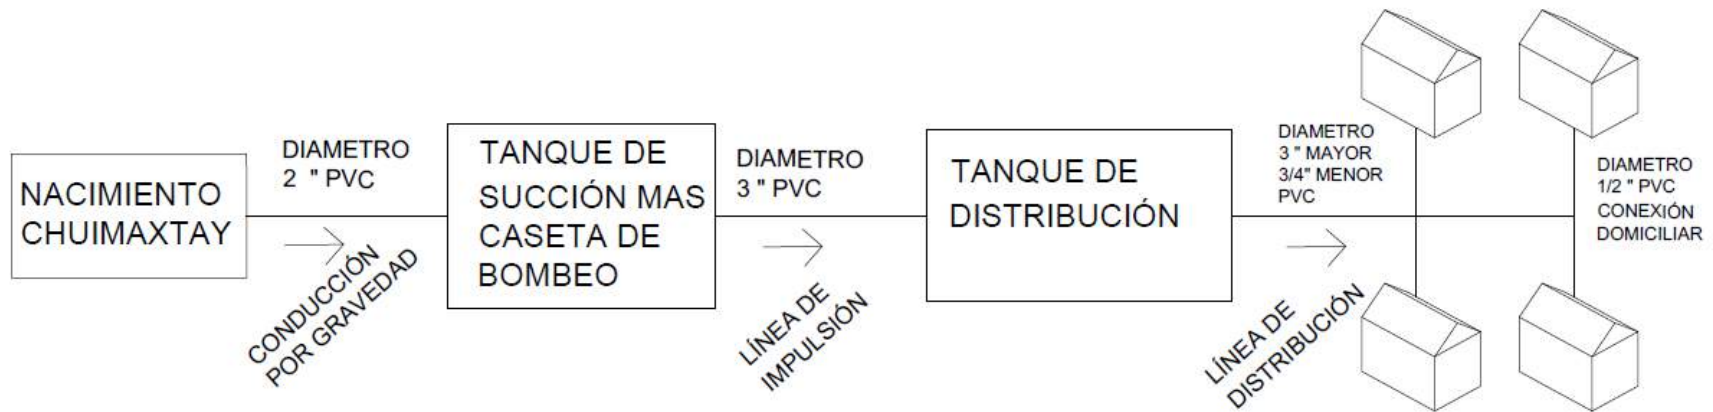 NACIMIENTO
CHUIMAXTAY
DIAMETRO
2 " PVC
CONDUCCIÓN
POR GRAVEDAD
TANQUE DE
SUCCIÓN MAS
CASETA DE
BOMBEO
DIAMETRO
3 " PVC
LÍNEA DE
IMPULSIÓN
TANQUE DE
DISTRIBUCIÓN
LÍNEA DE
DISTRIBUCIÓN
DIAMETRO
3 " MAYOR
3/4" MENOR
PVC
DIAMETRO
1/2 " PVC
CONEXIÓN
DOMICILIAR